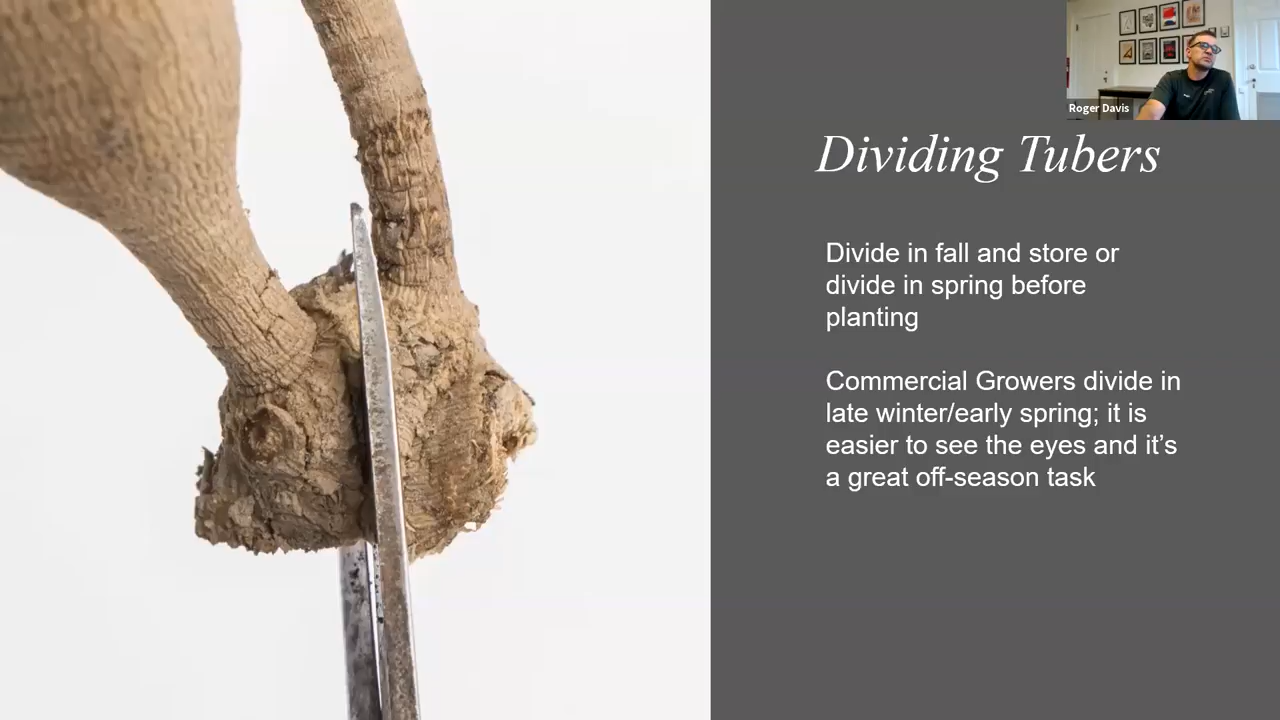 Roger Davis
Dividing Tubers
Divide in fall and store or
divide in spring before
planting
Commercial Growers divide in
late winter/early spring; it is
easier to see the eyes and it’s
a great off-season task